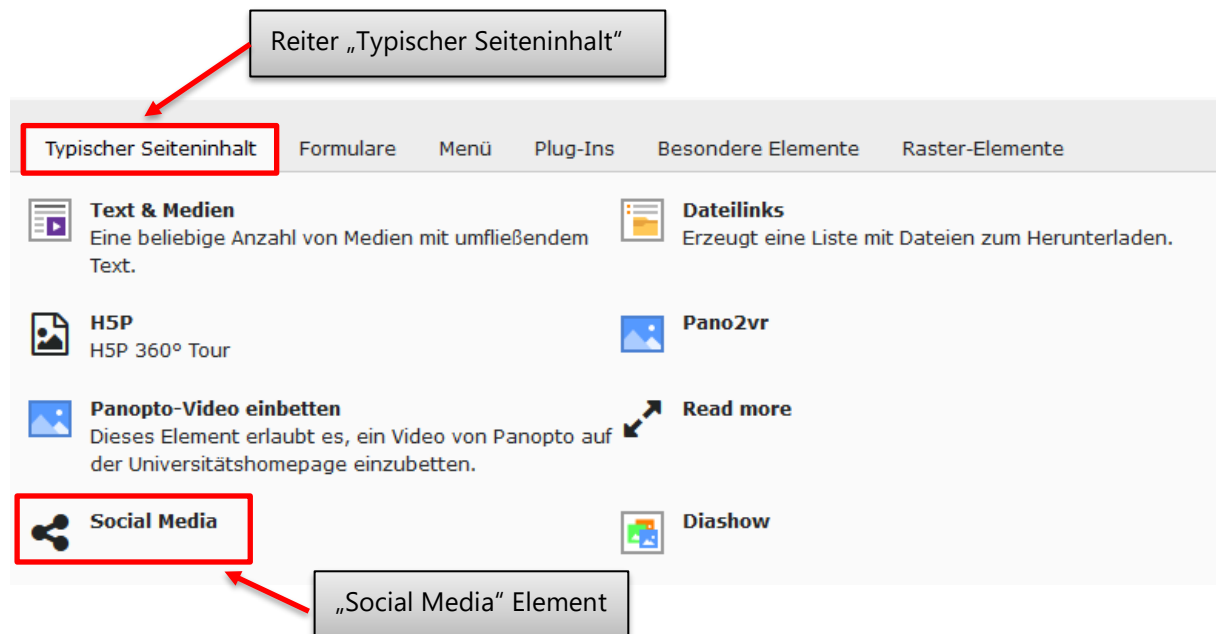 Reiter „Typischer Seiteninhalt“
Typischer Seiteninhalt Formulare Menü Plug-Ins Besondere Elemente Raster-Elemente
Text & Medien
Eine beliebige Anzahl von Medien mit umfließendem
Text.
Dateilinks
Erzeugt eine Liste mit Dateien zum Herunterladen.
H5P
H5P 360° Tour
Pano2vr
Panopto-Video einbetten
Dieses Element erlaubt es, ein Video von Panopto auf
der Universitätshomepage einzubetten.
Read more
Social Media
Diashow
„Social Media“ Element